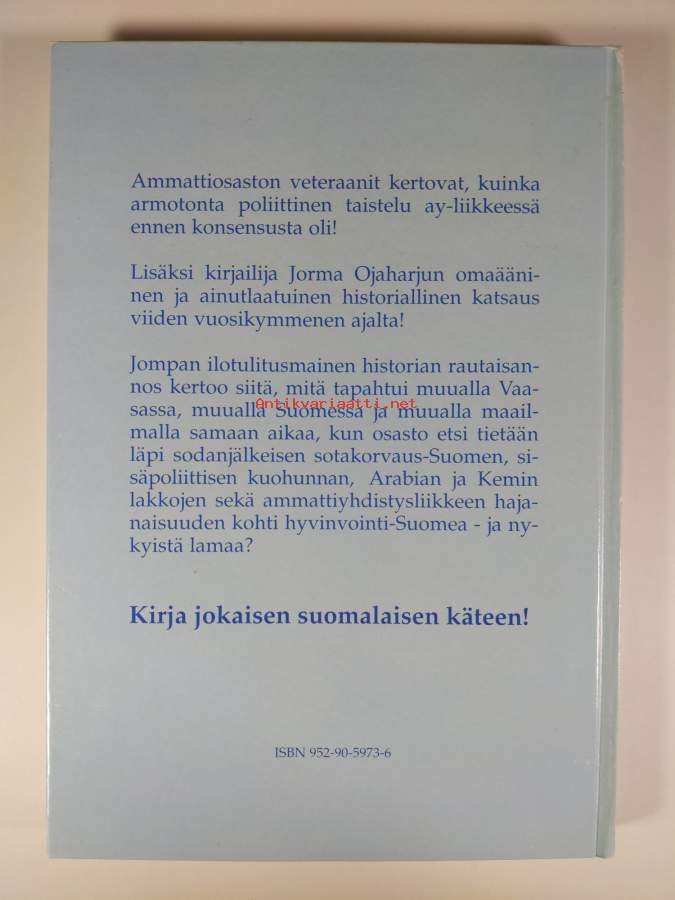 Ammattiosaston veteraanit kertovat, kuinka
armotonta poliittinen taistelu ay-liikkeessä
ennen konsensusta oli!
Lisäksi kirjailija Jorma Ojaharjun omaääni-
nen ja ainutlaatuinen historiallinen katsaus
viiden vuosikymmenen ajalta!
Jompan ilotulitusmainen historian rautaisan-
nos kertoo siitä, mitä tapahtui muualla Vaa-
sassa, muualla Suomessa ja muualla maail-
Antikvariaatti.net
malla samaan aikaa, kun osasto etsi tietään
läpi sodanjälkeisen sotakorvaus-Suomen, si-
säpoliittisen kuohunnan, Arabian ja Kemin
lakkojen sekä ammattiyhdistysliikkeen haja-
naisuuden kohti hyvinvointi-Suomea - ja ny-
kyistä lamaa?
Kirja jokaisen suomalaisen käteen!
ISBN 952-90-5973-6